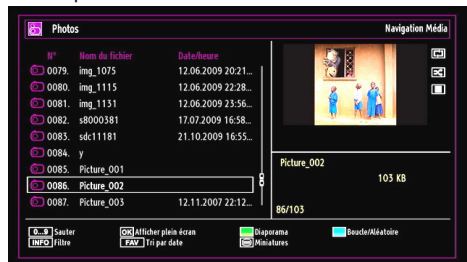 Photos
Navigation Média
N° Nom du fichier Date/heure
0079. img_1075 12.06.2009 20:21...
0080. img_1115 12.06.2009 22:28...
0081. img_1131 12.06.2009 23:56...
0082. s8000381 17.07.2009 16:58...
0083. sdc11181 21.10.2009 16:55...
0084. y
0085. Picture_001
0086. Picture_002
0087. Picture_003 12.11.2007 22:12...
Picture_002
103 KB
86/103
0...9 Sauter OK Afficher plein écran Diaporama Boucle/Aléatoire
INFO Filtre FAV Tri par date Miniatures